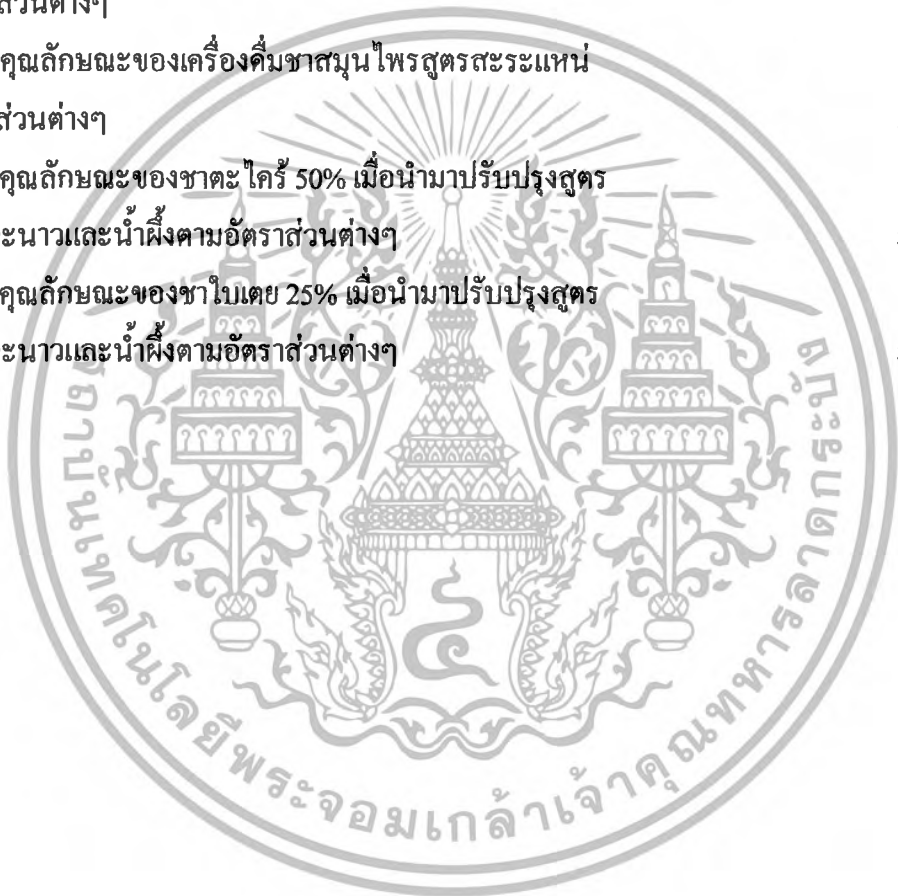 ส่วนต่างๆ
คุณลักษณะของเครื่องดื่มชาสมุนไพรสูตรสะระแหน่
ส่วนต่างๆ
คุณลักษณะของชาตะไคร้ 50% เมื่อนำมาปรับปรุงสูตร
ะนาวและน้ำผึ้งตามอัตราส่วนต่างๆ
คุณลักษณะของชาใบเตย 25% เมื่อนำมาปรับปรุงสูตร
ะนาวและน้ำผึ้งตามอัตราส่วนต่างๆ
สถาบันเทคโนโลยีพระจอมเกล้าเจ้าคุณทหารลาดกระบัง
๔